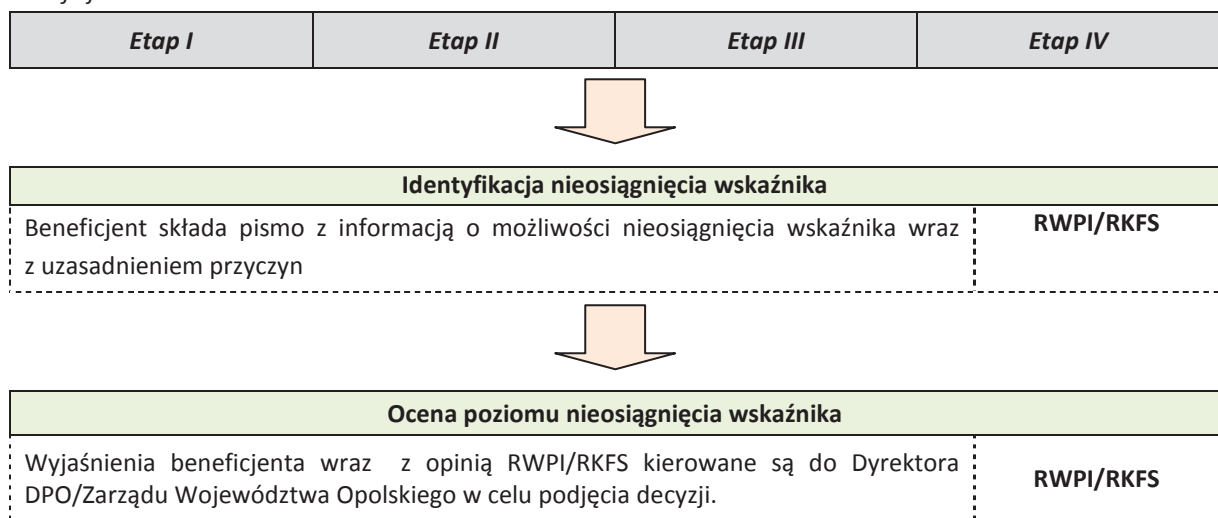 Etap I Etap II Etap III Etap IV
Identyfikacja nieosiągnięcia wskaźnika
Beneficjent składa pismo z informacją o możliwości nieosiągnięcia wskaźnika wraz
z uzasadnieniem przyczyn
RWPI/RKFS
Ocena poziomu nieosiągnięcia wskaźnika
Wyjaśnienia beneficjenta wraz z opinią RWPI/RKFS kierowane są do Dyrektora
DPO/Zarządu Województwa Opolskiego w celu podjęcia decyzji.
RWPI/RKFS